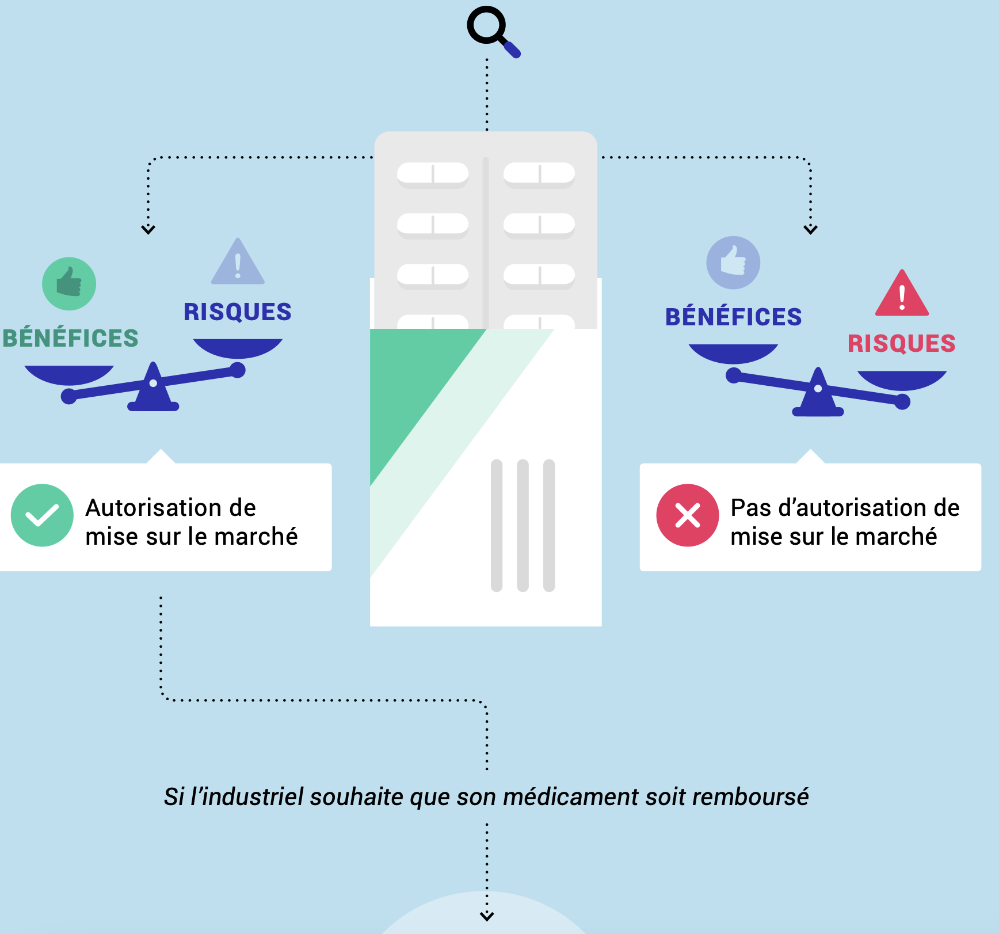 RISQUES
BÉNÉFICES
BÉNÉFICES
RISQUES
Autorisation de
mise sur le marché
Pas d’autorisation de
mise sur le marché
Si l’industriel souhaite que son médicament soit remboursé